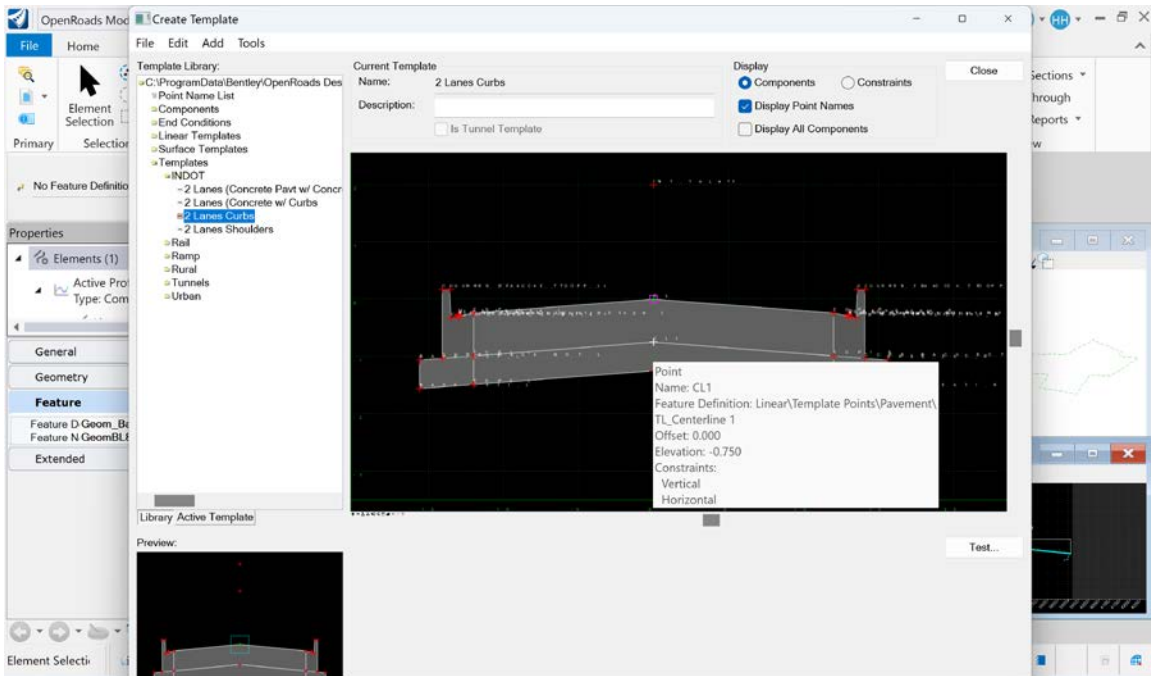 OpenRoads Mod
Create Template
HH
File
Home
File Edit Add Tools
Template Library:
C:\ProgramData\Bentley\OpenRoads Des
Point Name List
Components
End Conditions
Linear Templates
Surface Templates
Templates
INDOT
2 Lanes (Concrete Pavt w/ Concr
2 Lanes (Concrete w/ Curbs
2 Lanes Curbs
2 Lanes Shoulders
Rail
Ramp
Rural
Tunnels
Urban
Library Active Template
Preview:
Current Template
Name: 2 Lanes Curbs
Description:
Is Tunnel Template
Display
Components Constraints
Display Point Names
Display All Components
Close
Test...
Point
Name: CL1
Feature Definition: Linear\Template Points\Pavement\
TL_Centerline 1
Offset: 0.000
Elevation: -0.750
Constraints:
Vertical
Horizontal
Element
Selection
Primary
Selection
No Feature Definitio
Properties
Elements (1)
Active Prof
Type: Com
General
Geometry
Feature
Feature D Geom_Ba
Feature N GeomBL
Extended
Element Selecti
Sections
hrough
Reports
w